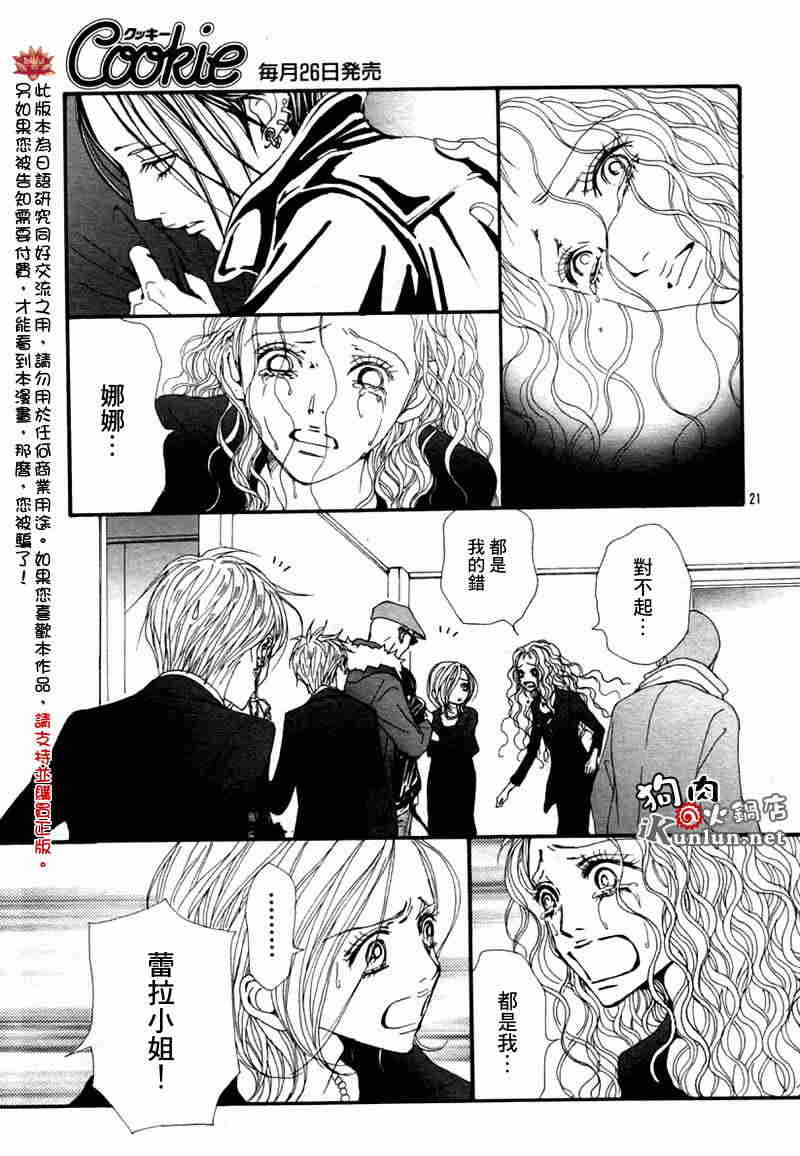 クッキー
Cookie
毎月26日発売
此版本為日語研究同好交流之用，請勿用於任何商業用途。如果您喜歡本作品，請支持並購買正版。
另如果您被告知需要付費，才能看到本漫畫，那麼，您被騙了！
娜娜…
21
對不起…
都是
我的錯
狗肉火鍋店
iKunlun.net
都是我…
………
蕾拉小姐！